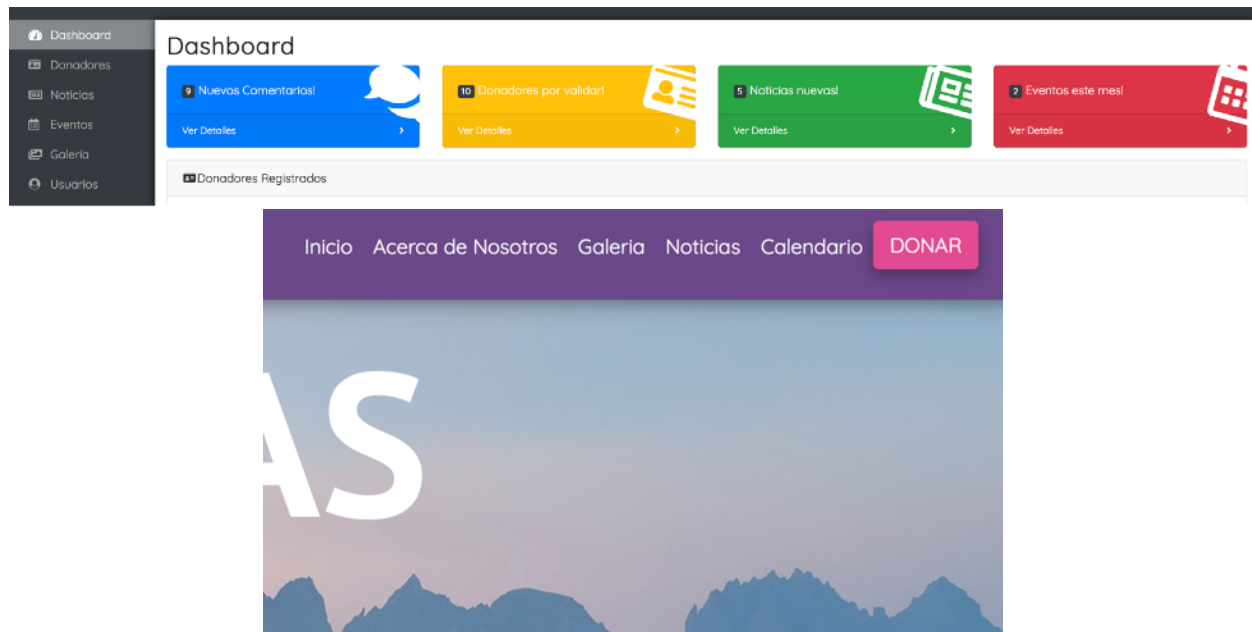 Dashboard
Dashboard
Donadores
Noticias
Eventos
Galería
Usuarios
9 Nuevos Comentarios!
Ver Detalles
10 Donadores por validar!
Ver Detalles
5 Noticias nuevas!
Ver Detalles
2 Eventos este mes!
Ver Detalles
Donadores Registrados
Inicio Acerca de Nosotros Galeria Noticias Calendario DONAR
AS